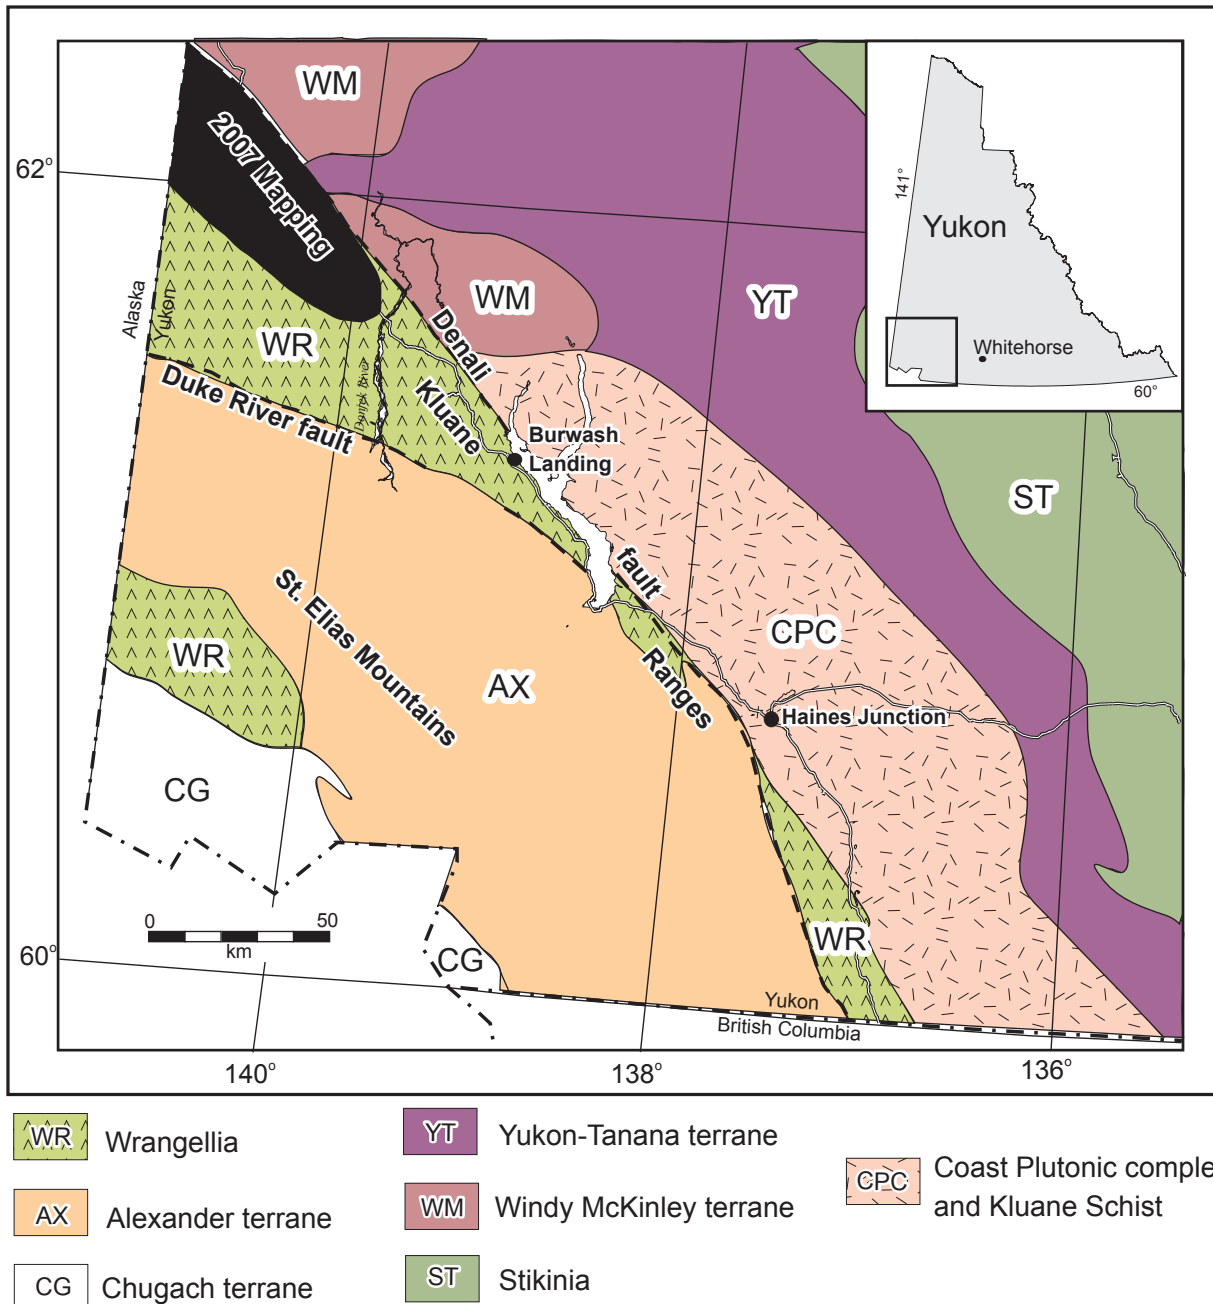 WM
62°
2007 Mapping
141°
Yukon
Alaska
Yukon
WM
YT
WR
Denali
Whitehorse
60°
Duke River fault
Donjek River
Kluane
Burwash
Landing
ST
fault
St. Elias Mountains
CPC
WR
AX
Ranges
Haines Junction
CG
0
50
km
WR
60°
CG
Yukon
British Columbia
140°
138°
136°
WR
Wrangellia
YT
Yukon-Tanana terrane
CPC
Coast Plutonic comple
and Kluane Schist
AX
Alexander terrane
WM
Windy McKinley terrane
CG
Chugach terrane
ST
Stikinia